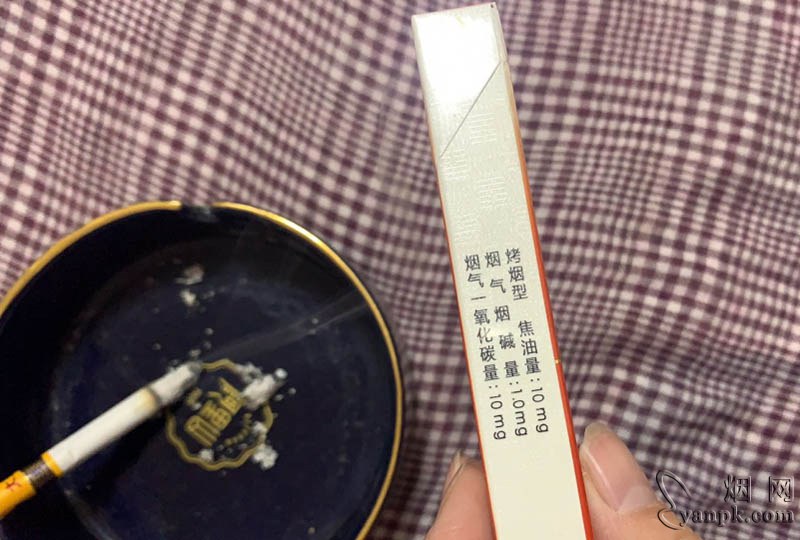 烤烟型 焦油量：10mg
烟气烟碱量：1.0mg
烟气一氧化碳量：10mg
烟网
yanpk.com